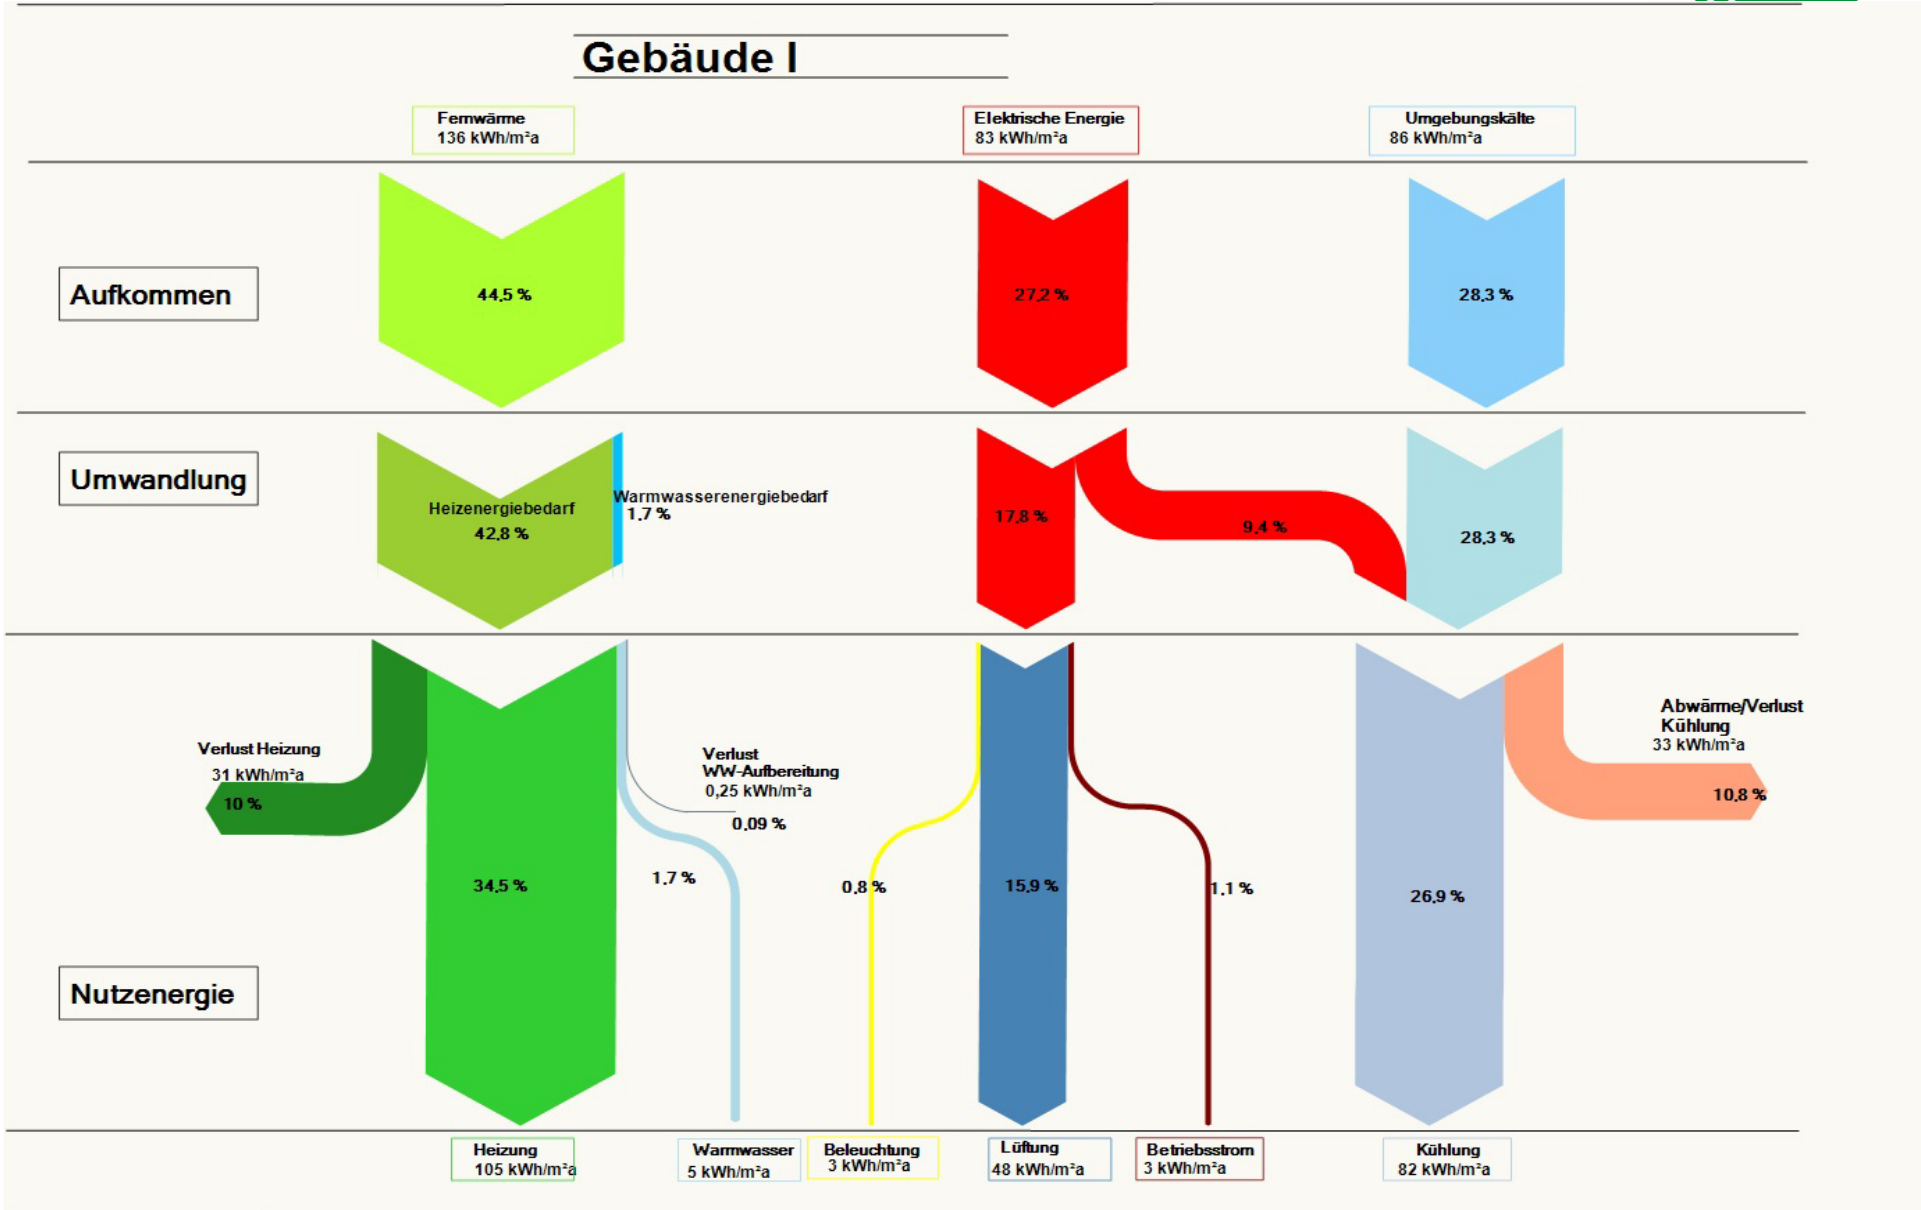 Gebäude I
Fernwärme
136 kWh/m²a
Elektrische Energie
83 kWh/m²a
Umgebungskälte
86 kWh/m²a
Aufkommen
44,5 %
27,2 %
28,3 %
Umwandlung
Heizenergiebedarf
42,8 %
Warmwasserenergiebedarf
1,7 %
17,8 %
9,4 %
28,3 %
Verlust Heizung
31 kWh/m²a
10 %
Verlust
WW-Aufbereitung
0,25 kWh/m²a
0,09 %
Abwärme/Verlust
Kühlung
33 kWh/m²a
10,8 %
34,5 %
1,7 %
0,8 %
15,9 %
1,1 %
26,9 %
Nutzenergie
Heizung
105 kWh/m²a
Warmwasser
5 kWh/m²a
Beleuchtung
3 kWh/m²a
Lüftung
48 kWh/m²a
Betriebsstrom
3 kWh/m²a
Kühlung
82 kWh/m²a